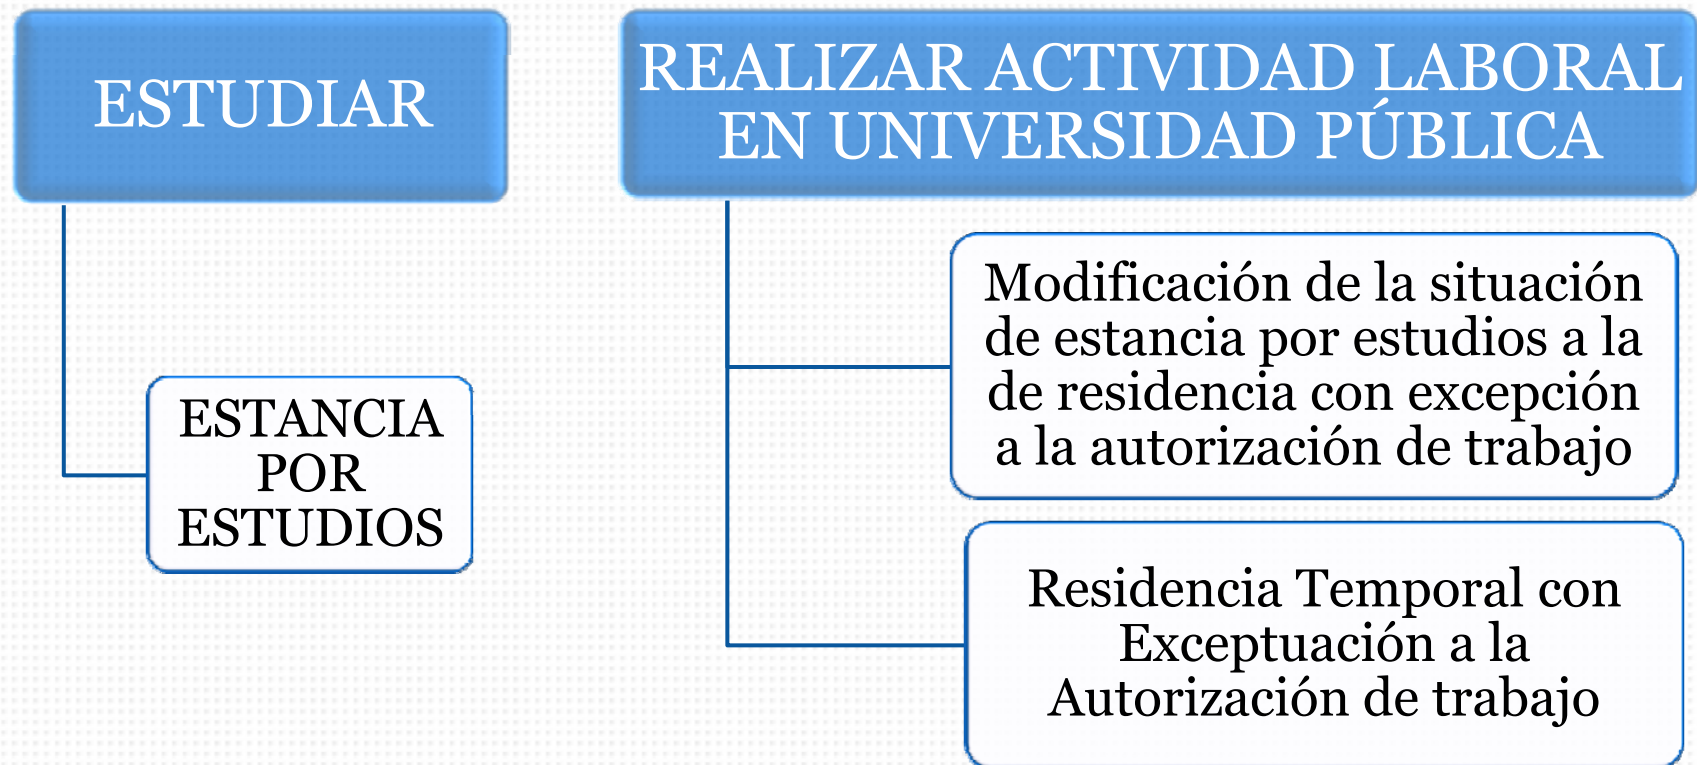 ESTUDIAR
ESTANCIA
POR
ESTUDIOS
REALIZAR ACTIVIDAD LABORAL
EN UNIVERSIDAD PÚBLICA
Modificación de la situación
de estancia por estudios a la
de residencia con excepción
a la autorización de trabajo
Residencia Temporal con
Exceptuación a la
Autorización de trabajo